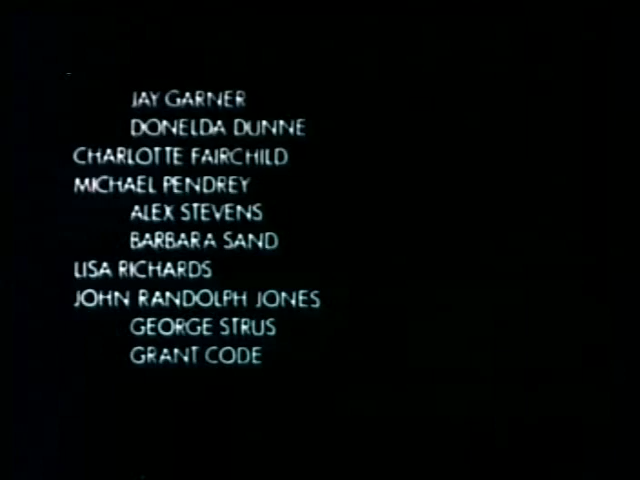 JAY GARNER
DONELDA DUNNE
CHARLOTTE FAIRCHILD
MICHAEL PENDREY
ALEX STEVENS
BARBARA SAND
LISA RICHARDS
JOHN RANDOLPH JONES
GEORGE STRUS
GRANT CODE